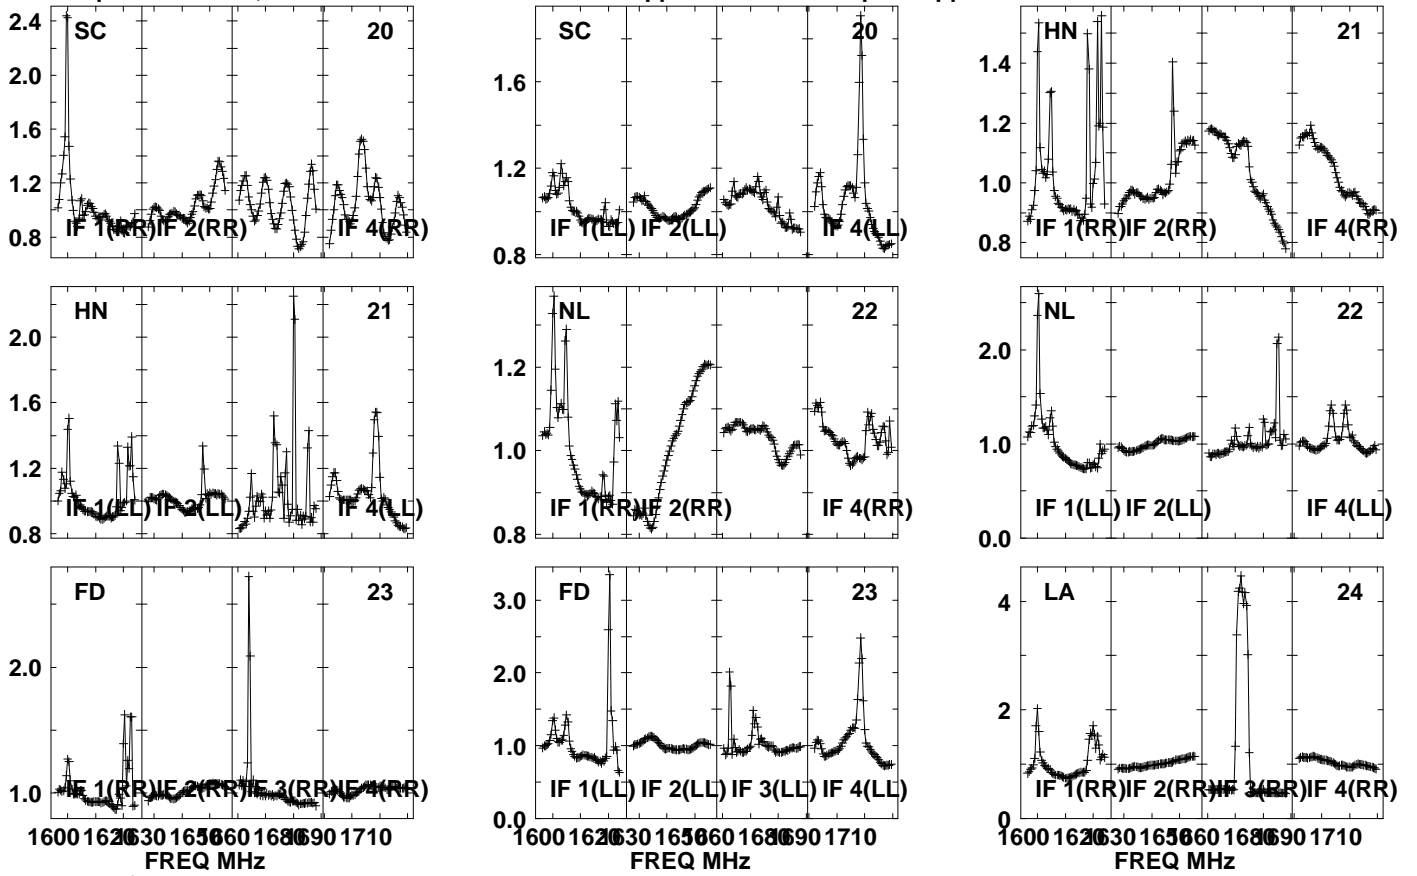 SC 20
2.4
2.0
1.6
1.2
0.8
IF 1(RR) IF 2(RR) IF 4(RR)
SC 20
1.6
1.2
0.8
IF 1(LL) IF 2(LL) IF 4(LL)
HN 21
1.4
1.2
1.0
0.8
IF 1(RR) IF 2(RR) IF 4(RR)
HN 21
2.0
1.6
1.2
0.8
IF 1(LL) IF 2(LL) IF 4(LL)
NL 22
1.2
1.0
0.8
IF 1(RR) IF 2(RR) IF 4(RR)
NL 22
2.0
1.0
0.0
IF 1(LL) IF 2(LL) IF 4(LL)
FD 23
2.0
1.0
IF 1(RR) IF 2(RR) IF 3(RR) IF 4(RR)
1600 1620 1630 1650 1660 1680 1690 1710
FREQ MHz
FD 23
3.0
2.0
1.0
0.0
IF 1(LL) IF 2(LL) IF 3(LL) IF 4(LL)
1600 1620 1630 1650 1660 1680 1690 1710
FREQ MHz
LA 24
4
2
0
IF 1(RR) IF 2(RR) IF 3(RR) IF 4(RR)
1600 1620 1630 1650 1660 1680 1690 1710
FREQ MHz